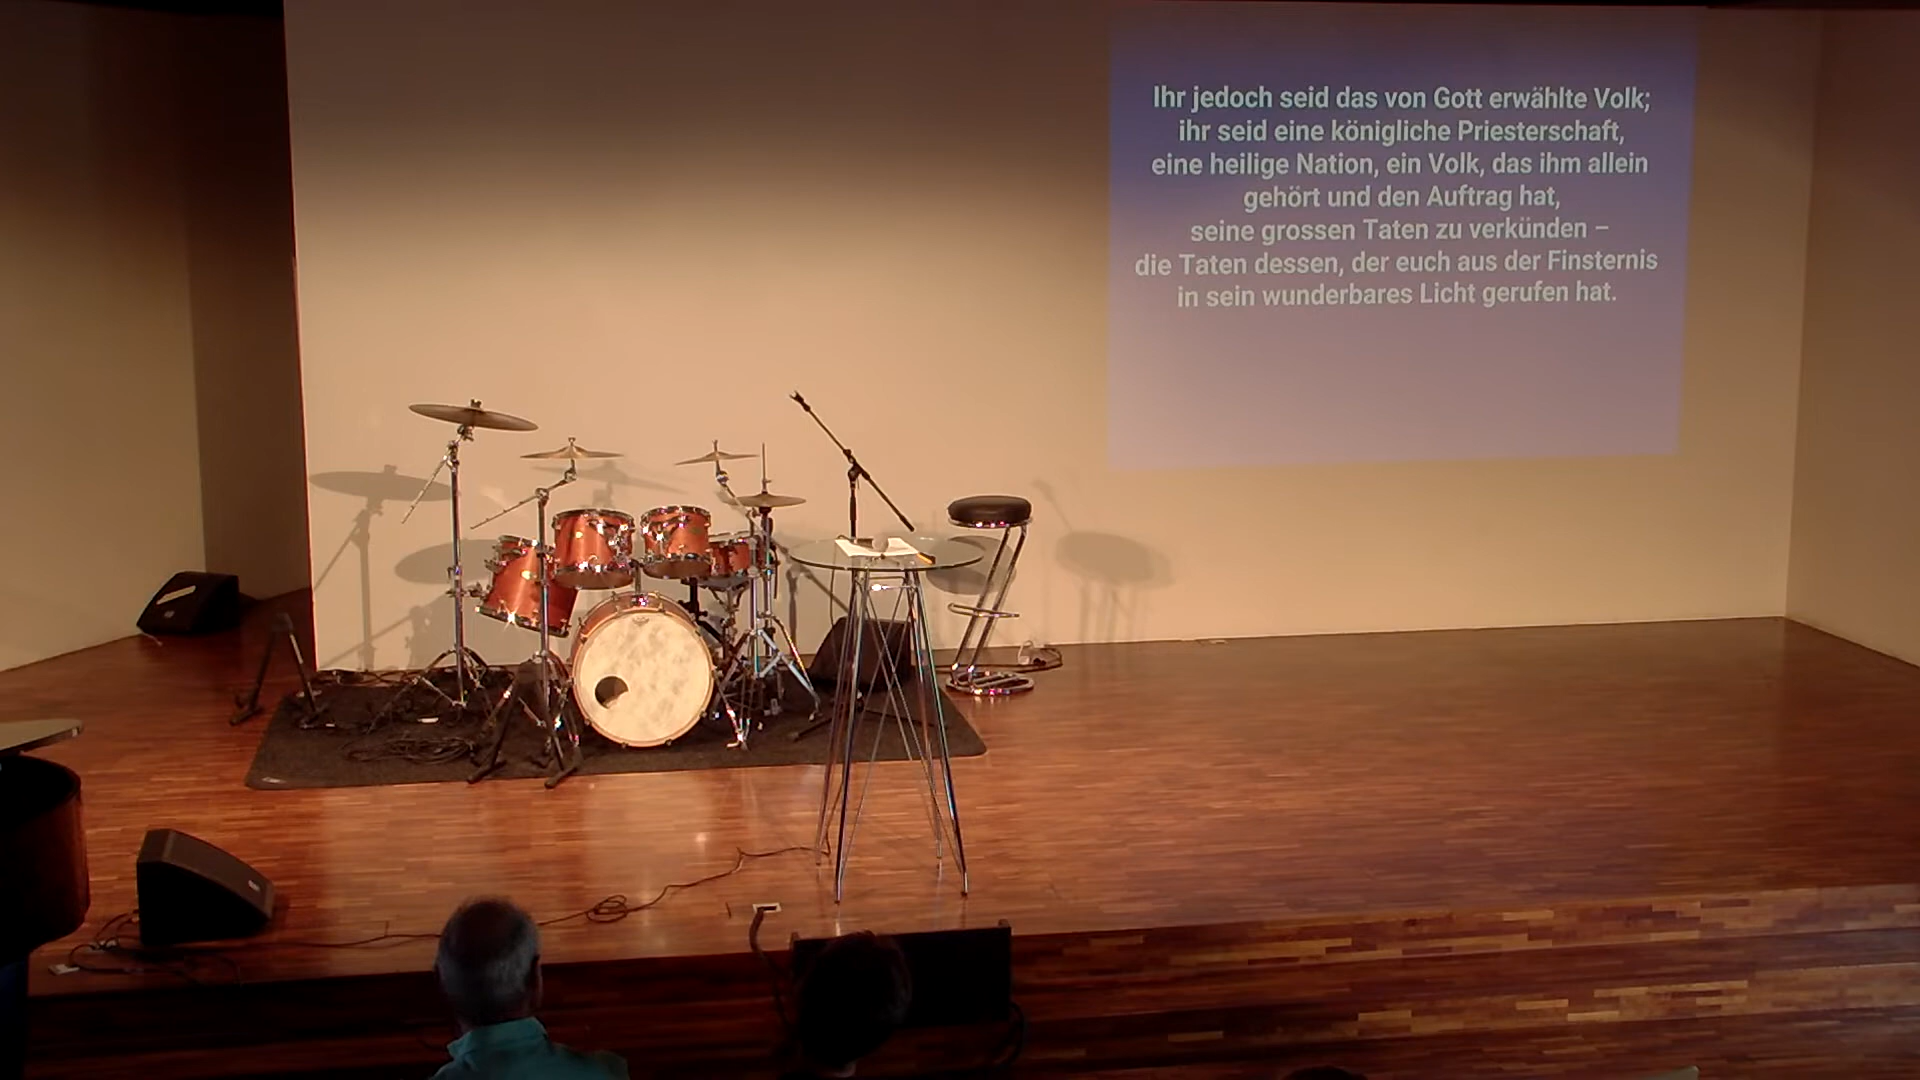 Ihr jedoch seid das von Gott erwählte Volk;
ihr seid eine königliche Priesterschaft,
eine heilige Nation, ein Volk, das ihm allein
gehört und den Auftrag hat,
seine grossen Taten zu verkünden –
die Taten dessen, der euch aus der Finsternis
in sein wunderbares Licht gerufen hat.